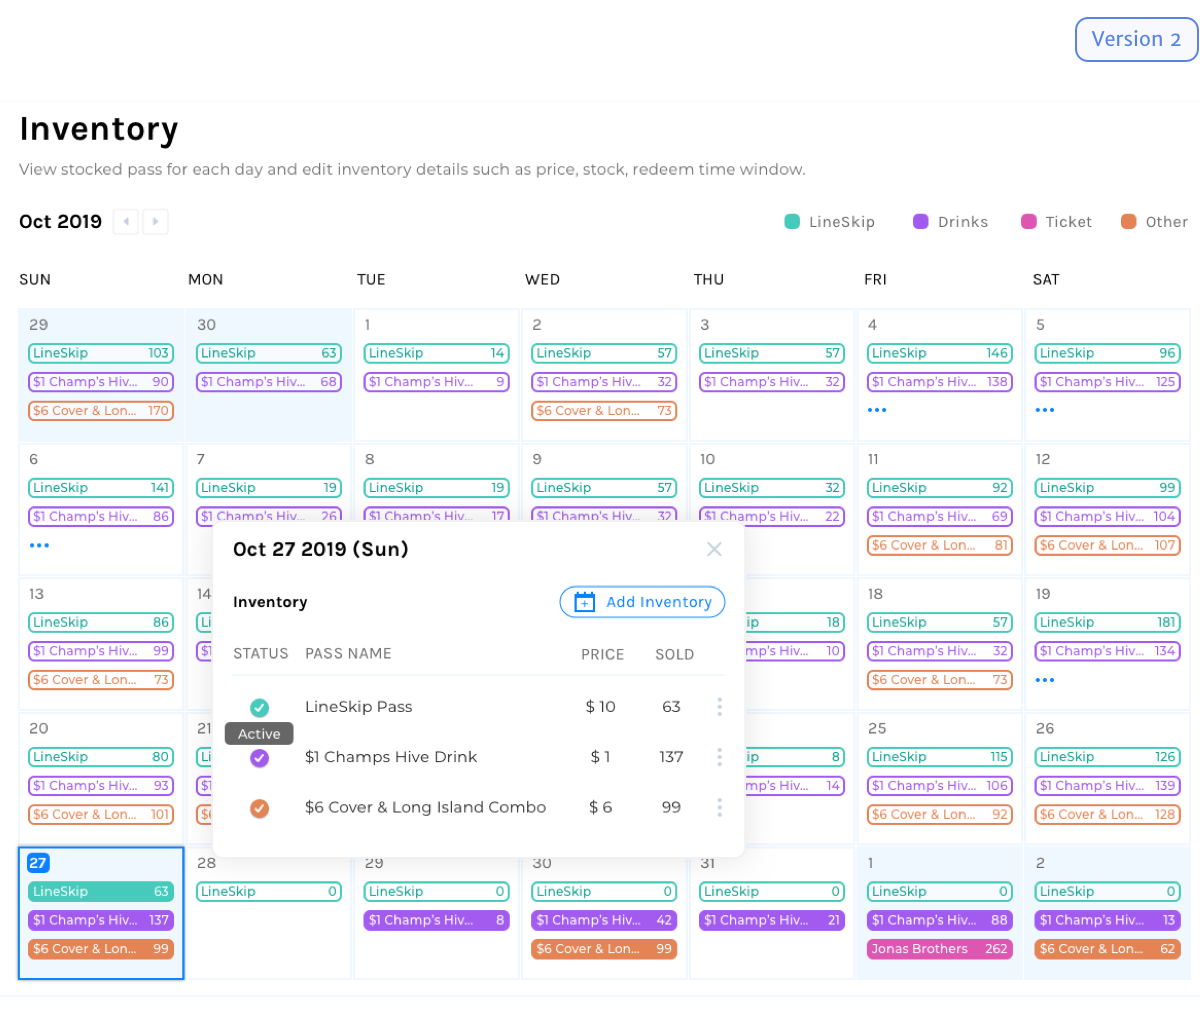 Version 2
Inventory
View stocked pass for each day and edit inventory details such as price, stock, redeem time window.
Oct 2019
LineSkip Drinks Ticket Other
SUN MON TUE WED THU FRI SAT
29 30 1 2 3 4 5
LineSkip 103 LineSkip 63 LineSkip 14 LineSkip 57 LineSkip 57 LineSkip 146 LineSkip 96
$1 Champ's Hiv... 90 $1 Champ's Hiv... 68 $1 Champ's Hiv... 9 $1 Champ's Hiv... 32 $1 Champ's Hiv... 32 $1 Champ's Hiv... 138 $1 Champ's Hiv... 125
$6 Cover & Lon... 170 $6 Cover & Lon... 73 ... ...
6 7 8 9 10 11 12
LineSkip 141 LineSkip 19 LineSkip 19 LineSkip 57 LineSkip 32 LineSkip 92 LineSkip 99
$1 Champ's Hiv... 86 $1 Champ's Hiv... 26 $1 Champ's Hiv... 17 $1 Champ's Hiv... 32 $1 Champ's Hiv... 22 $1 Champ's Hiv... 69 $1 Champ's Hiv... 104
... $6 Cover & Lon... 81 $6 Cover & Lon... 107
13 14 18 19
LineSkip 86 Li ip 18 LineSkip 57 LineSkip 181
$1 Champ's Hiv... 99 $1 mp's Hiv... 10 $1 Champ's Hiv... 32 $1 Champ's Hiv... 134
$6 Cover & Lon... 73 $6 Cover & Lon... 73 ...
20 21 25 26
LineSkip 80 Li ip 8 LineSkip 115 LineSkip 126
$1 Champ's Hiv... 93 $1 mp's Hiv... 14 $1 Champ's Hiv... 106 $1 Champ's Hiv... 139
$6 Cover & Lon... 101 $6 $6 Cover & Lon... 92 $6 Cover & Lon... 128
27 28 29 30 31 1 2
LineSkip 63 LineSkip 0 LineSkip 0 LineSkip 0 LineSkip 0 LineSkip 0 LineSkip 0
$1 Champ's Hiv... 137 $1 Champ's Hiv... 8 $1 Champ's Hiv... 42 $1 Champ's Hiv... 21 $1 Champ's Hiv... 88 $1 Champ's Hiv... 13
$6 Cover & Lon... 99 $6 Cover & Lon... 99 Jonas Brothers 262 $6 Cover & Lon... 62
Oct 27 2019 (Sun)
Inventory Add Inventory
STATUS PASS NAME PRICE SOLD
LineSkip Pass $ 10 63
Active
$1 Champs Hive Drink $ 1 137
$6 Cover & Long Island Combo $ 6 99